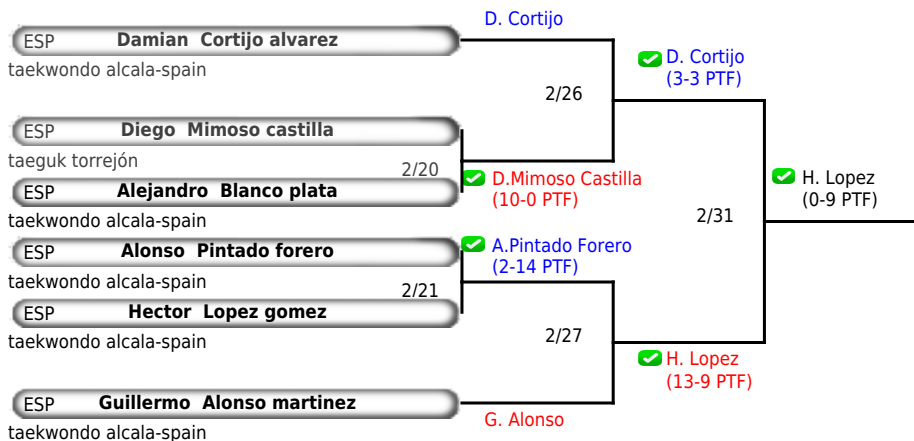 D. Cortijo
ESP Damian Cortijo alvarez
taekwondo alcala-spain
D. Cortijo
(3-3 PTF)
2/26
ESP Diego Mimoso castilla
taeguk torrejón
2/20
ESP Alejandro Blanco plata
taekwondo alcala-spain
D.Mimoso Castilla
(10-0 PTF)
H. Lopez
(0-9 PTF)
2/31
ESP Alonso Pintado forero
taekwondo alcala-spain
A.Pintado Forero
(2-14 PTF)
2/21
ESP Hector Lopez gomez
taekwondo alcala-spain
2/27
H. Lopez
(13-9 PTF)
ESP Guillermo Alonso martinez
taekwondo alcala-spain
G. Alonso